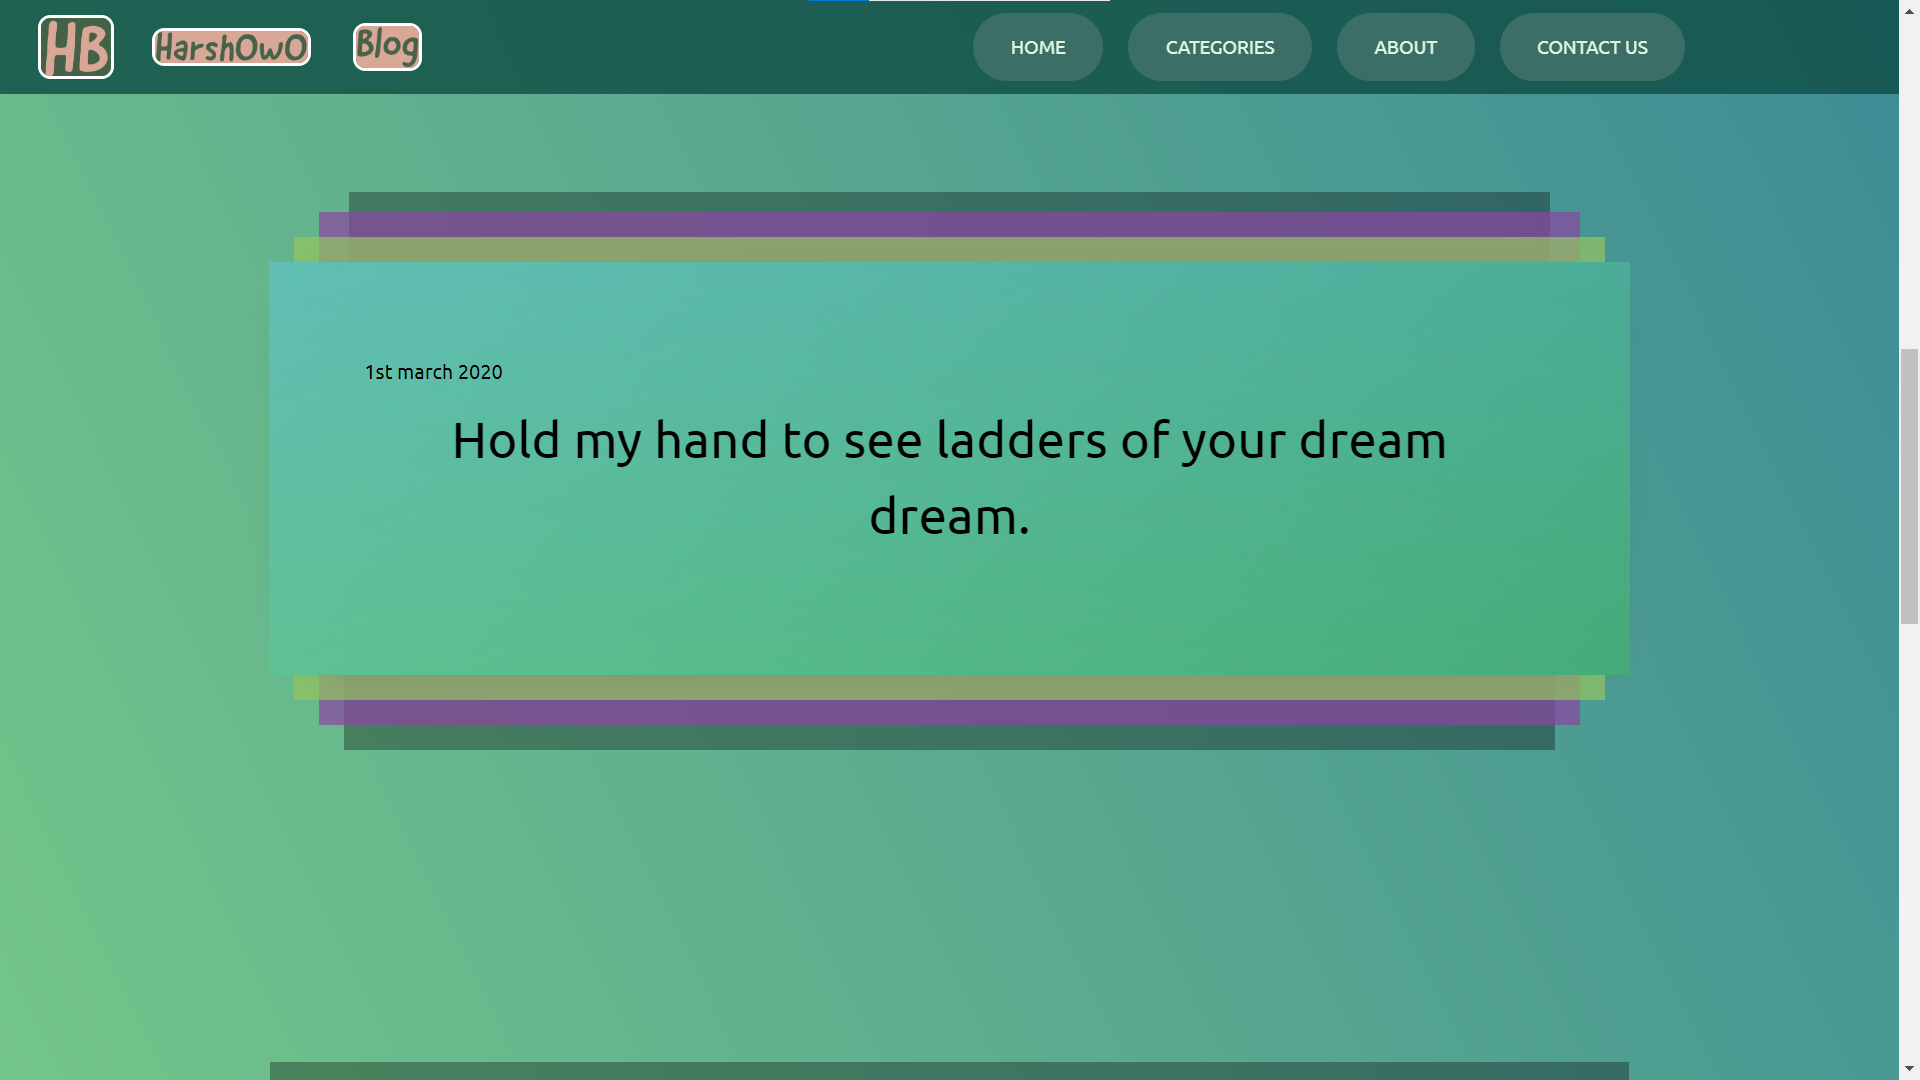 HB HarshOwO Blog HOME CATEGORIES ABOUT CONTACT US
1st march 2020
Hold my hand to see ladders of your dream
dream.